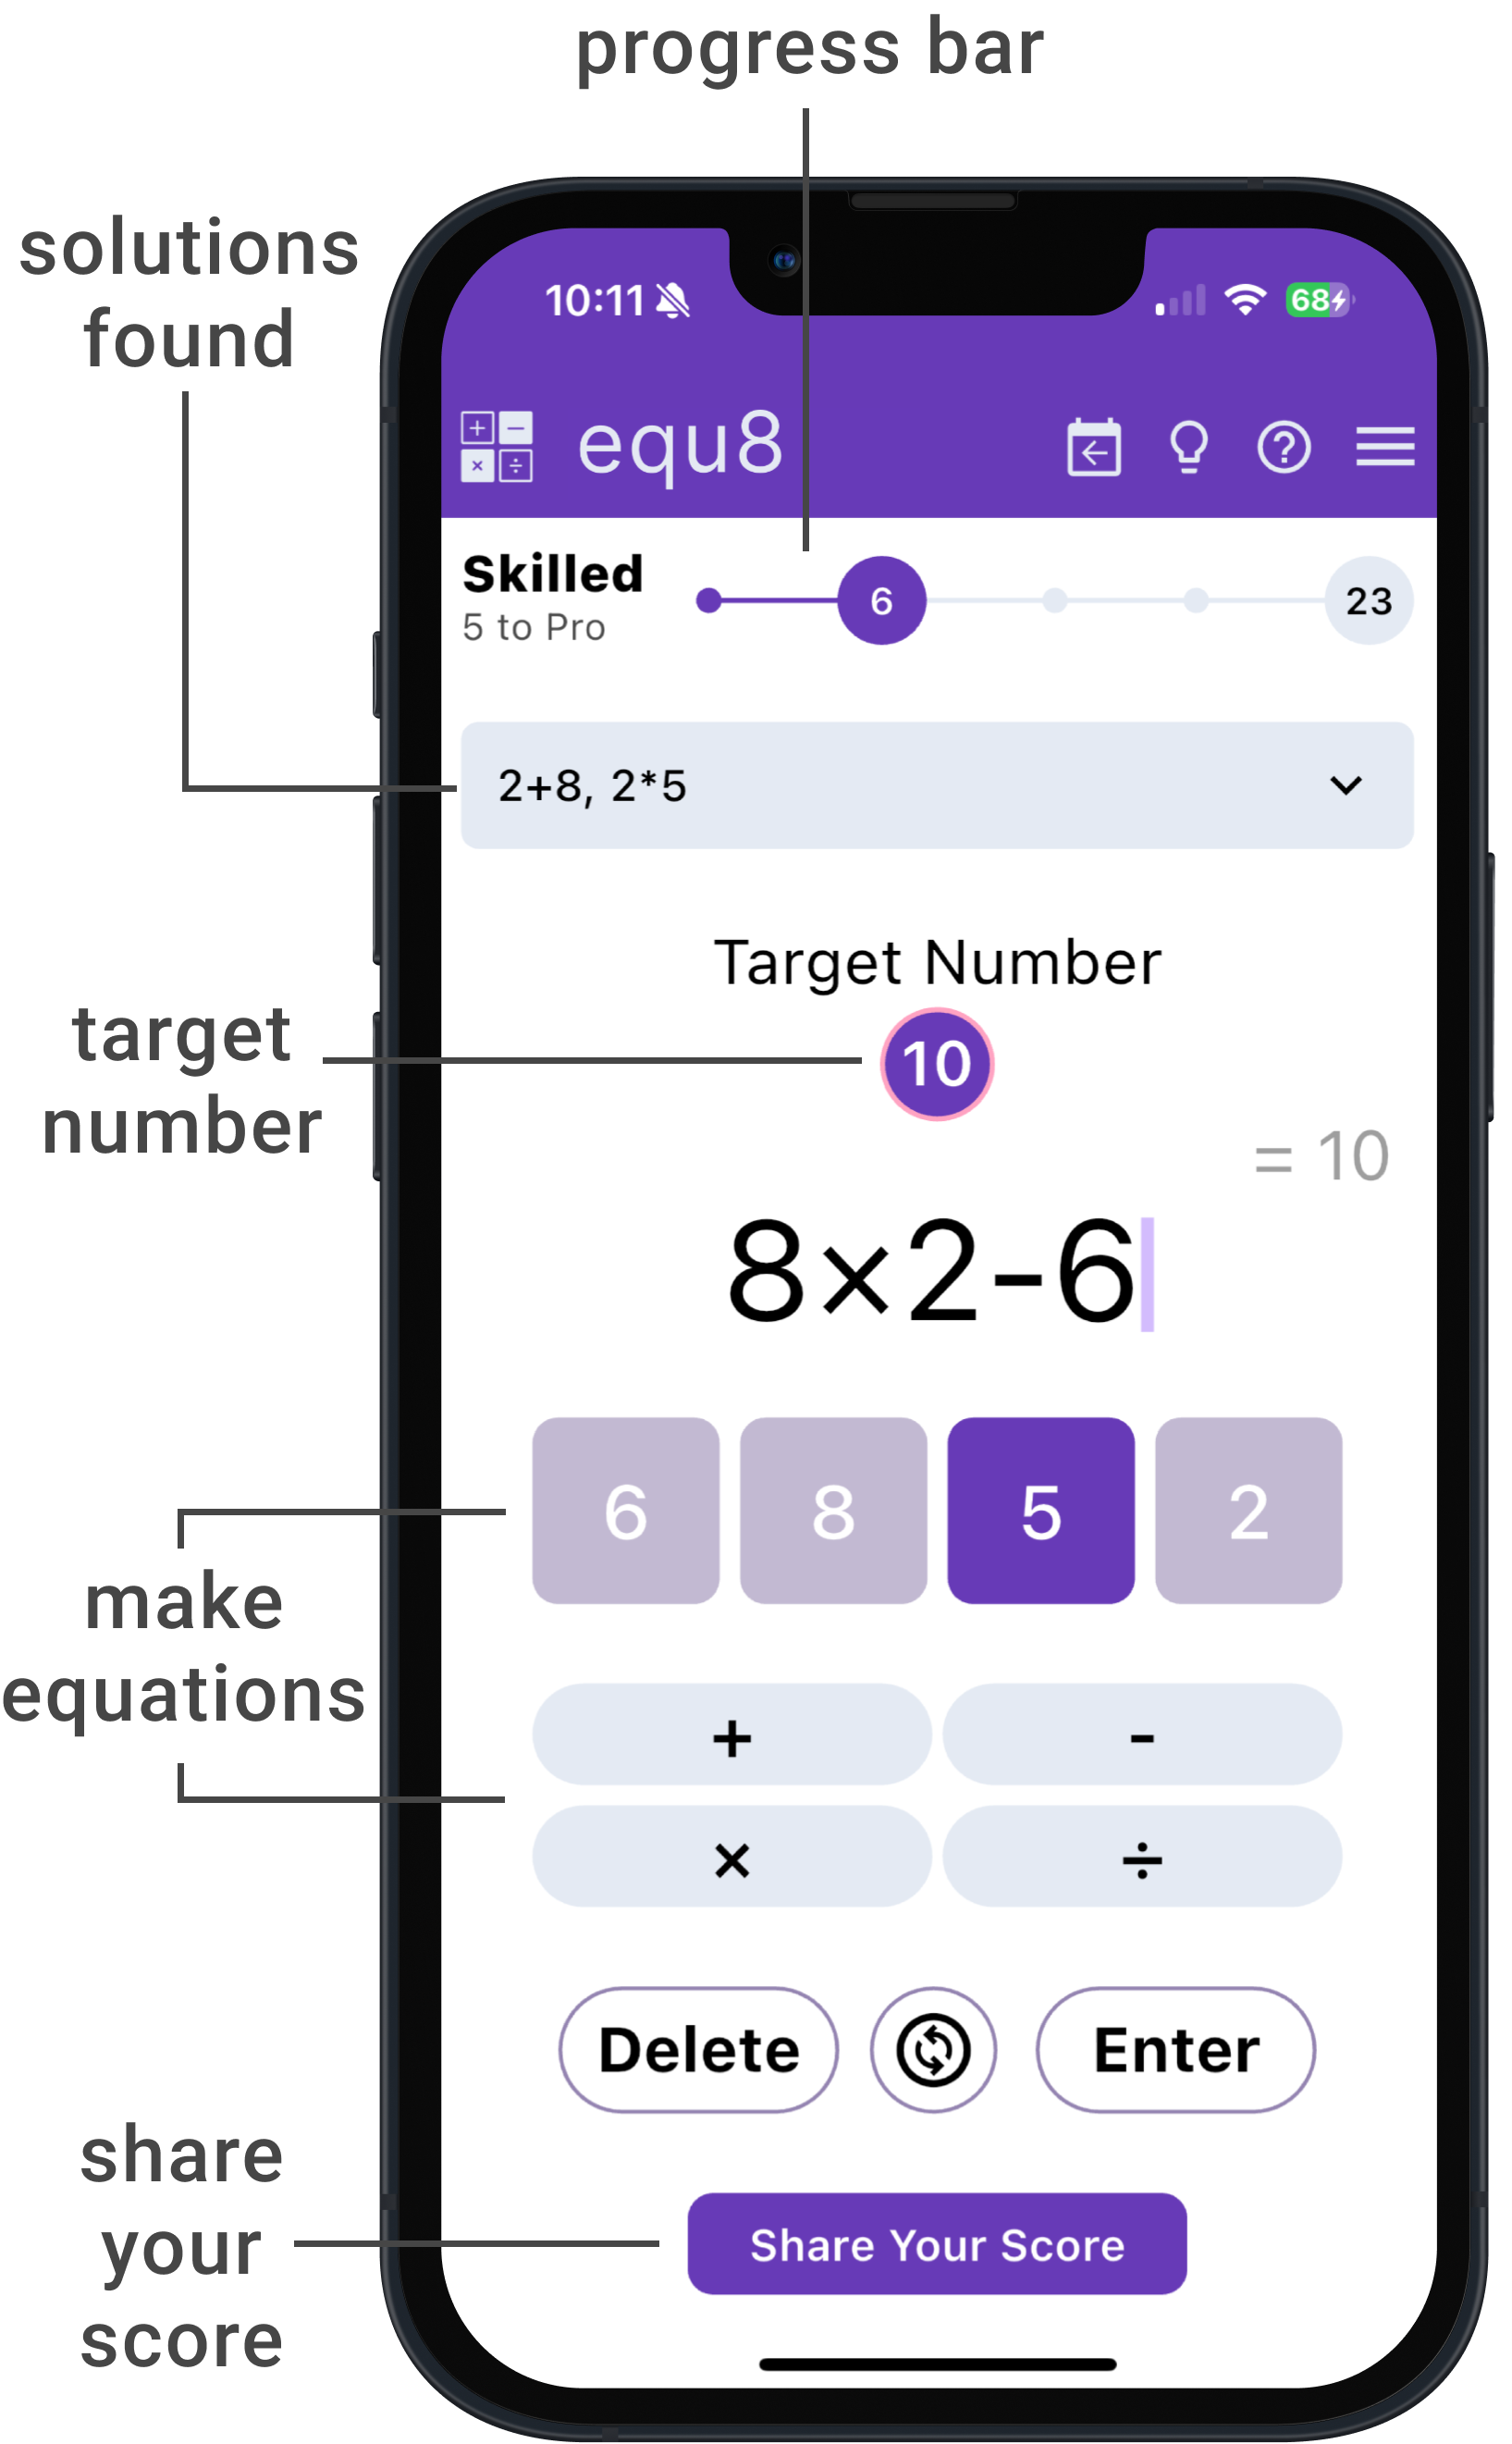 progress bar
solutions
found
10:11
68
equ8
Skilled
5 to Pro
6
23
2+8, 2*5
Target Number
target
number
10
= 10
8×2-6
6 8 5 2
make
equations
+ -
× ÷
Delete Enter
share
your
score
Share Your Score